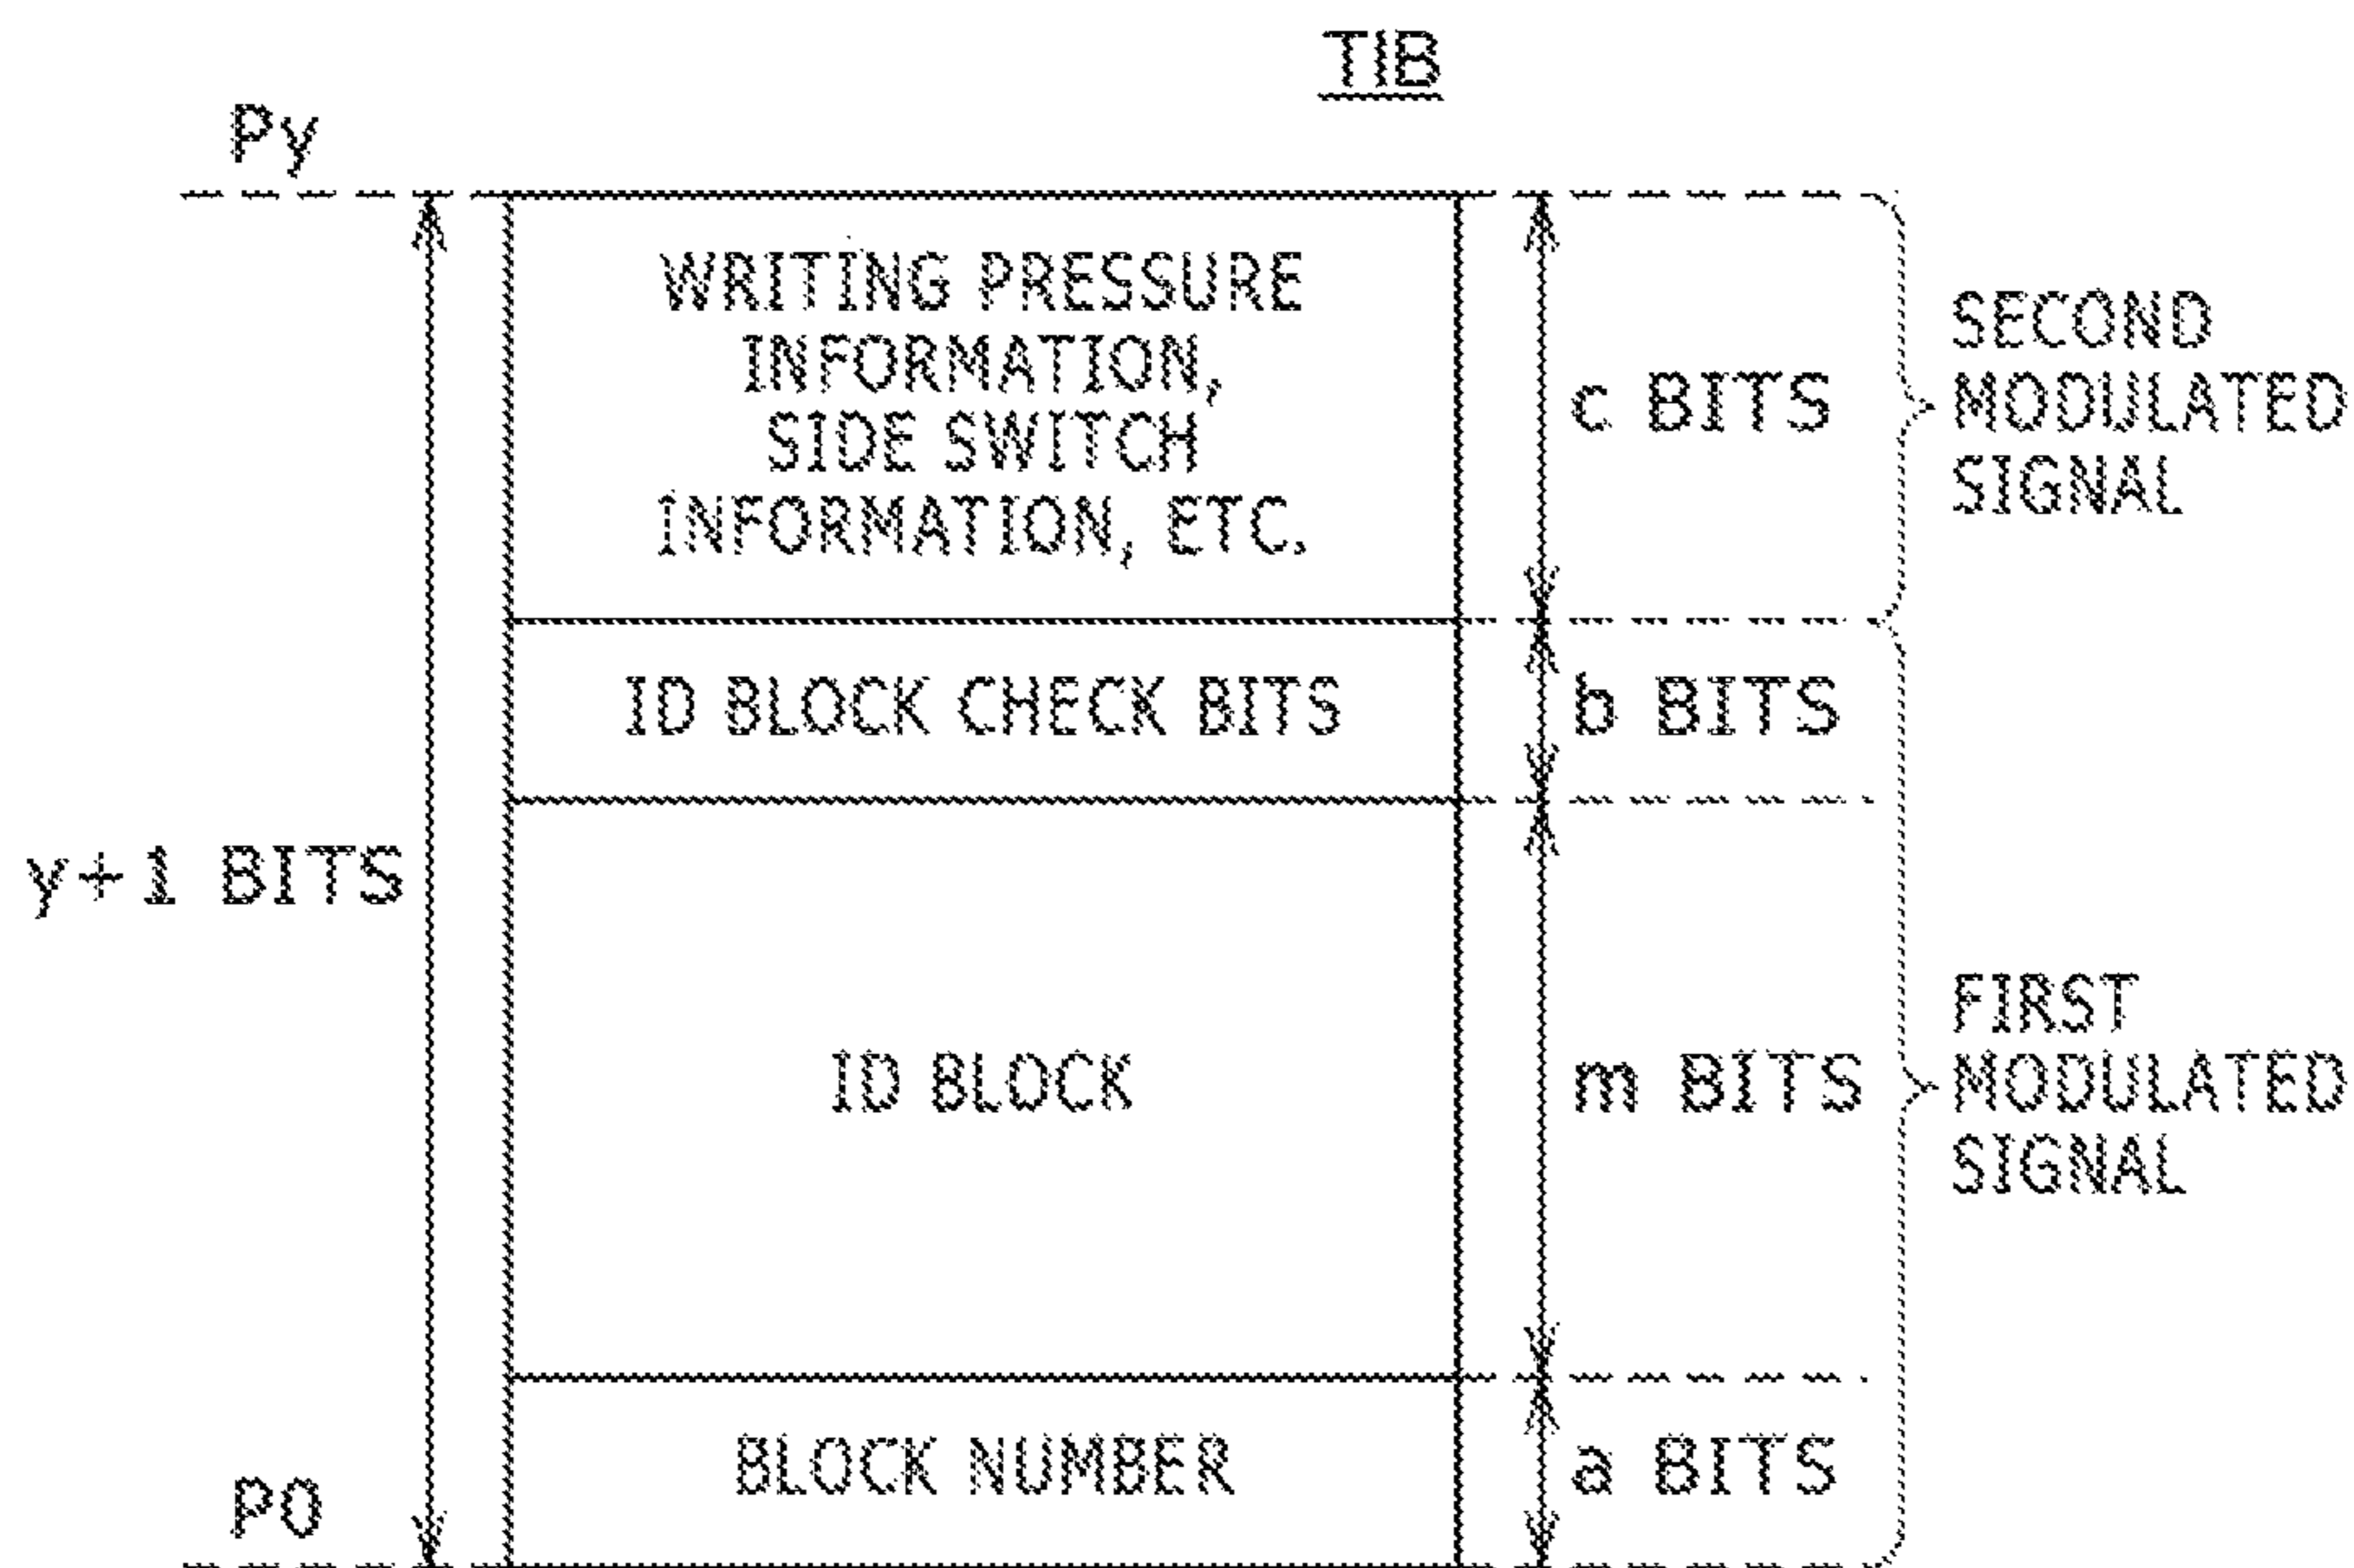 TIB
Py
WRITING PRESSURE
INFORMATION,
SIDE SWITCH
INFORMATION, ETC.
c BITS
SECOND
MODULATED
SIGNAL
ID BLOCK CHECK BITS
b BITS
y+1 BITS
ID BLOCK
m BITS
FIRST
MODULATED
SIGNAL
BLOCK NUMBER
a BITS
P0